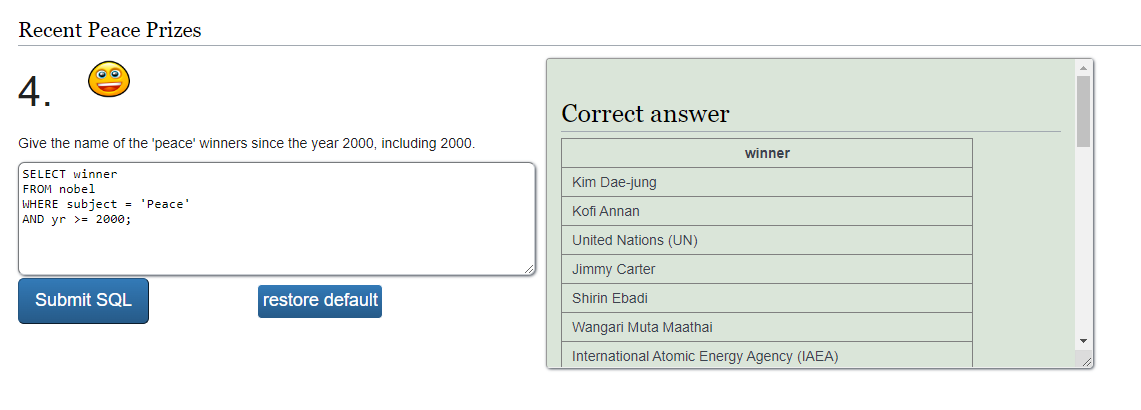 Recent Peace Prizes
4.
Give the name of the 'peace' winners since the year 2000, including 2000.
SELECT winner
FROM nobel
WHERE subject = 'Peace'
AND yr >= 2000;
Submit SQL
restore default
Correct answer
winner
Kim Dae-jung
Kofi Annan
United Nations (UN)
Jimmy Carter
Shirin Ebadi
Wangari Muta Maathai
International Atomic Energy Agency (IAEA)